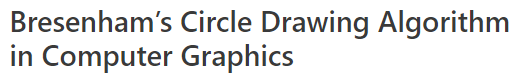 Bresenham’s Circle Drawing Algorithm
in Computer Graphics